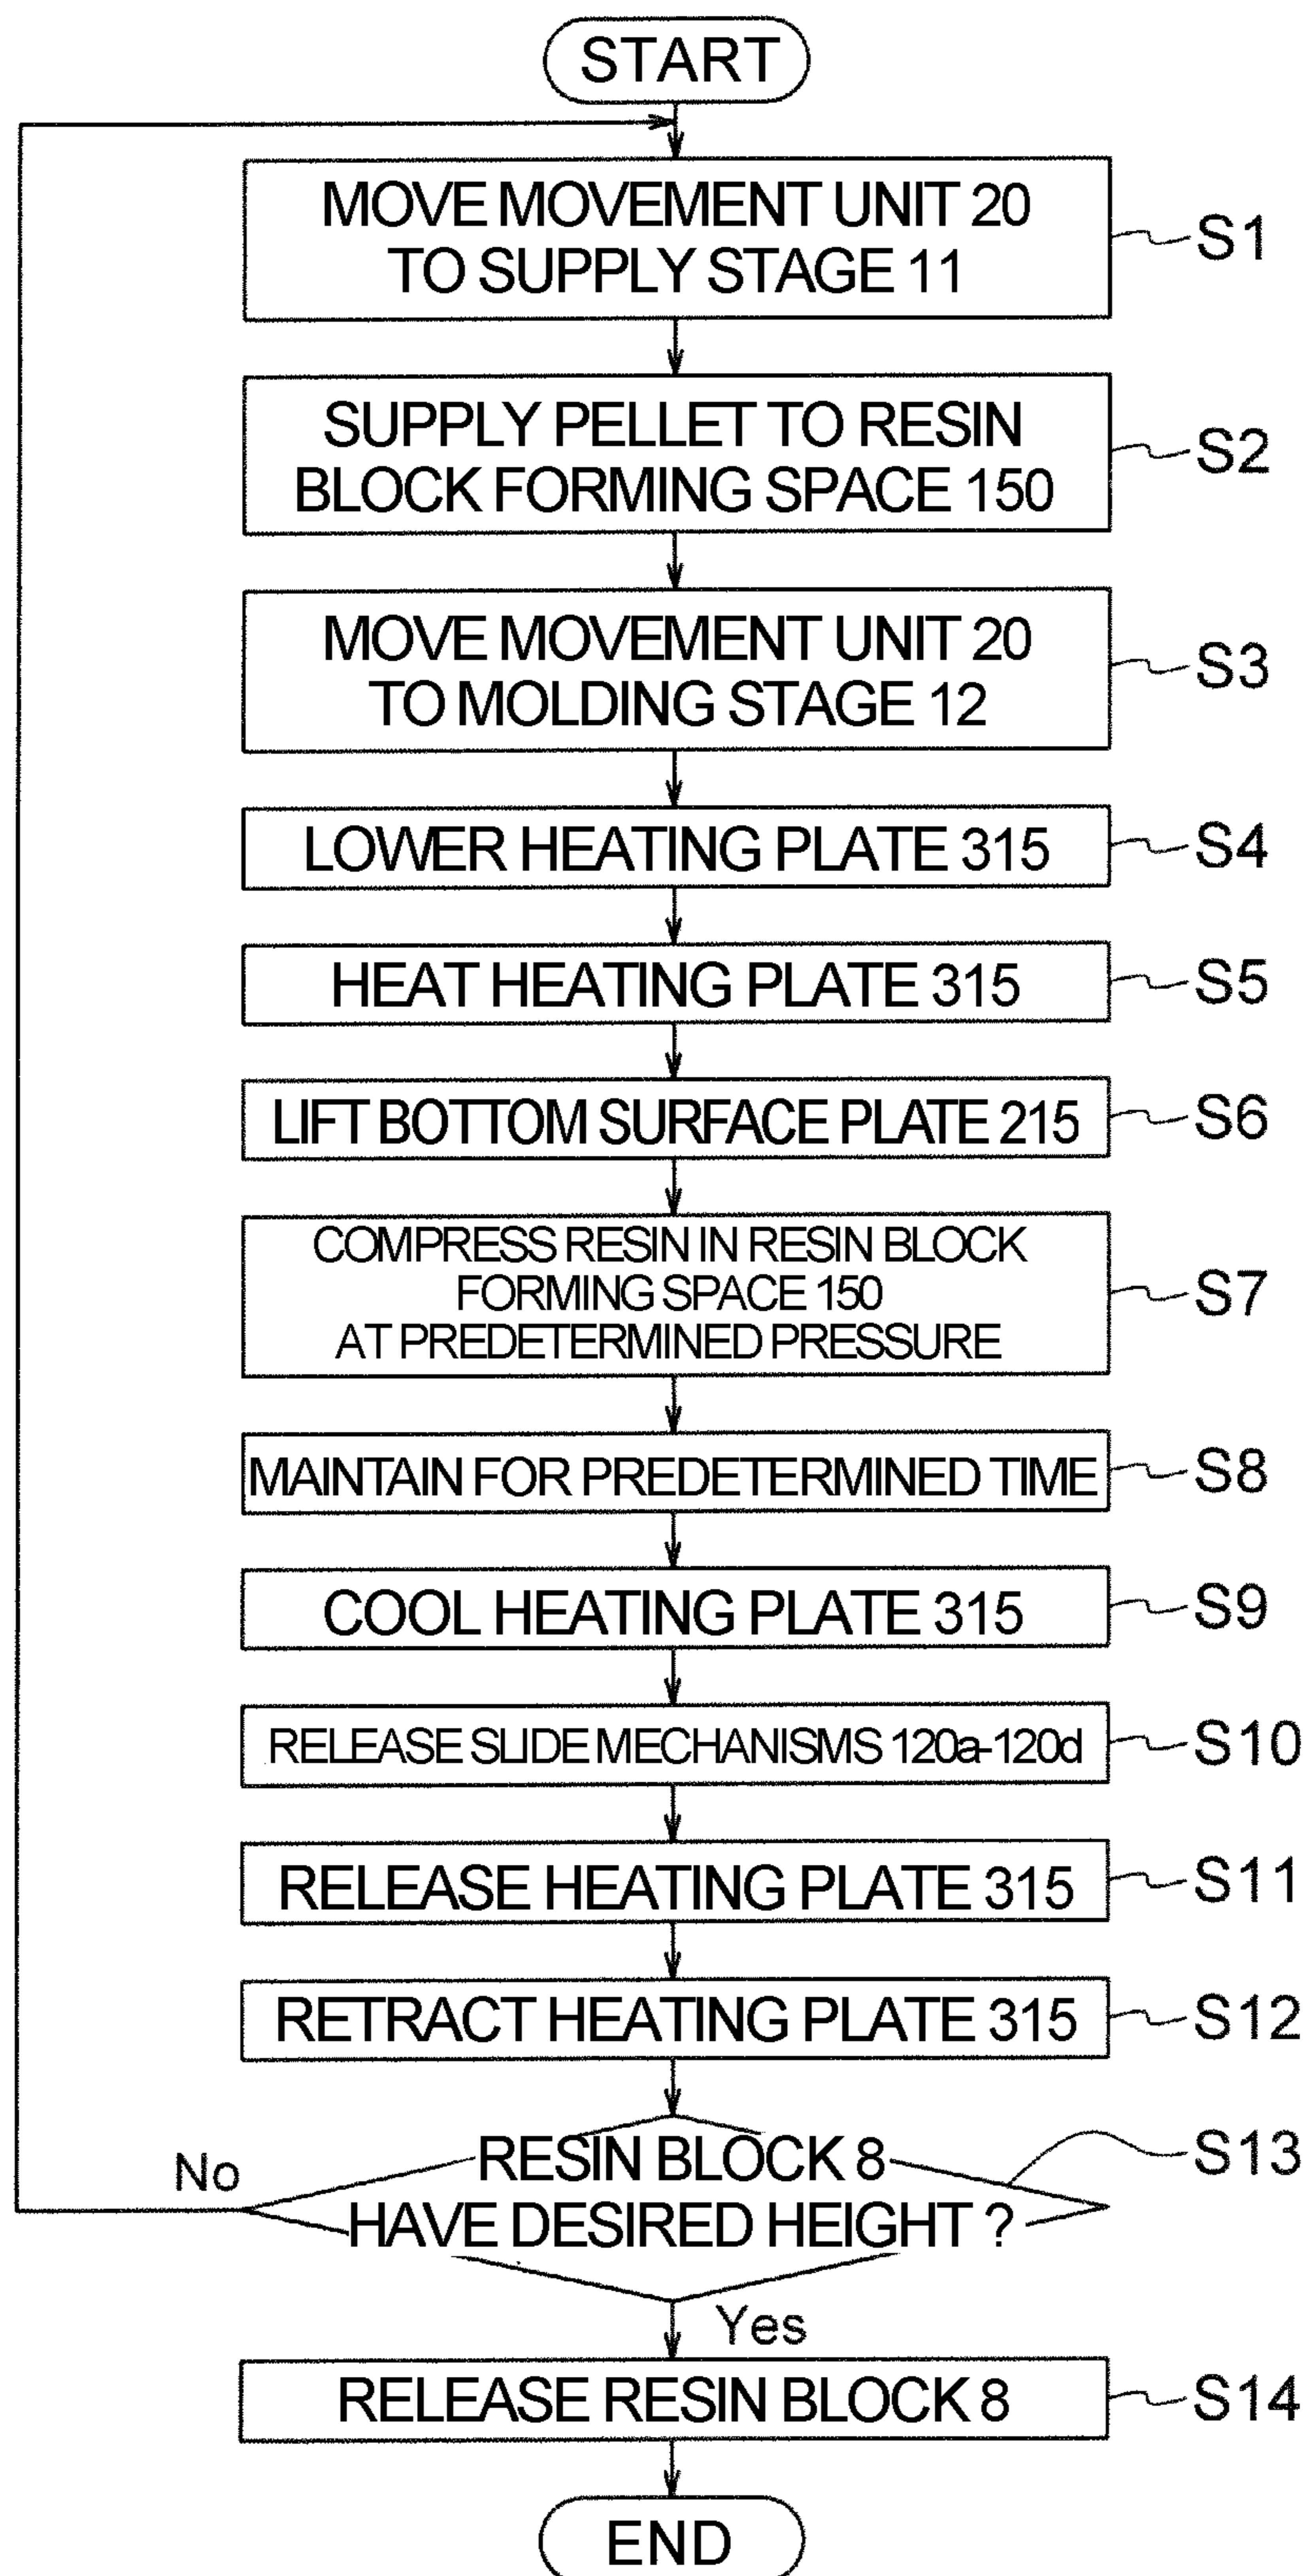 START
MOVE MOVEMENT UNIT 20
TO SUPPLY STAGE 11
S1
SUPPLY PELLET TO RESIN
BLOCK FORMING SPACE 150
S2
MOVE MOVEMENT UNIT 20
TO MOLDING STAGE 12
S3
LOWER HEATING PLATE 315
S4
HEAT HEATING PLATE 315
S5
LIFT BOTTOM SURFACE PLATE 215
S6
COMPRESS RESIN IN RESIN BLOCK
FORMING SPACE 150
AT PREDETERMINED PRESSURE
S7
MAINTAIN FOR PREDETERMINED TIME
S8
COOL HEATING PLATE 315
S9
RELEASE SLIDE MECHANISMS 120a-120d
S10
RELEASE HEATING PLATE 315
S11
RETRACT HEATING PLATE 315
S12
No
RESIN BLOCK 8
HAVE DESIRED HEIGHT ?
S13
Yes
RELEASE RESIN BLOCK 8
S14
END